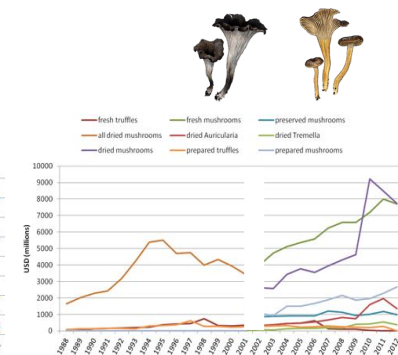 fresh truffles fresh mushrooms preserved mushrooms
all dried mushrooms dried Auricularia dried Tremella
dried mushrooms prepared truffles prepared mushrooms
10000
9000
8000
7000
6000
5000
4000
3000
2000
1000
0
USD (millions)
1988 1989 1990 1991 1992 1993 1994 1995 1996 1997 1998 1999 2000 2001 2002 2003 2004 2005 2006 2007 2008 2009 2010 2011 2012